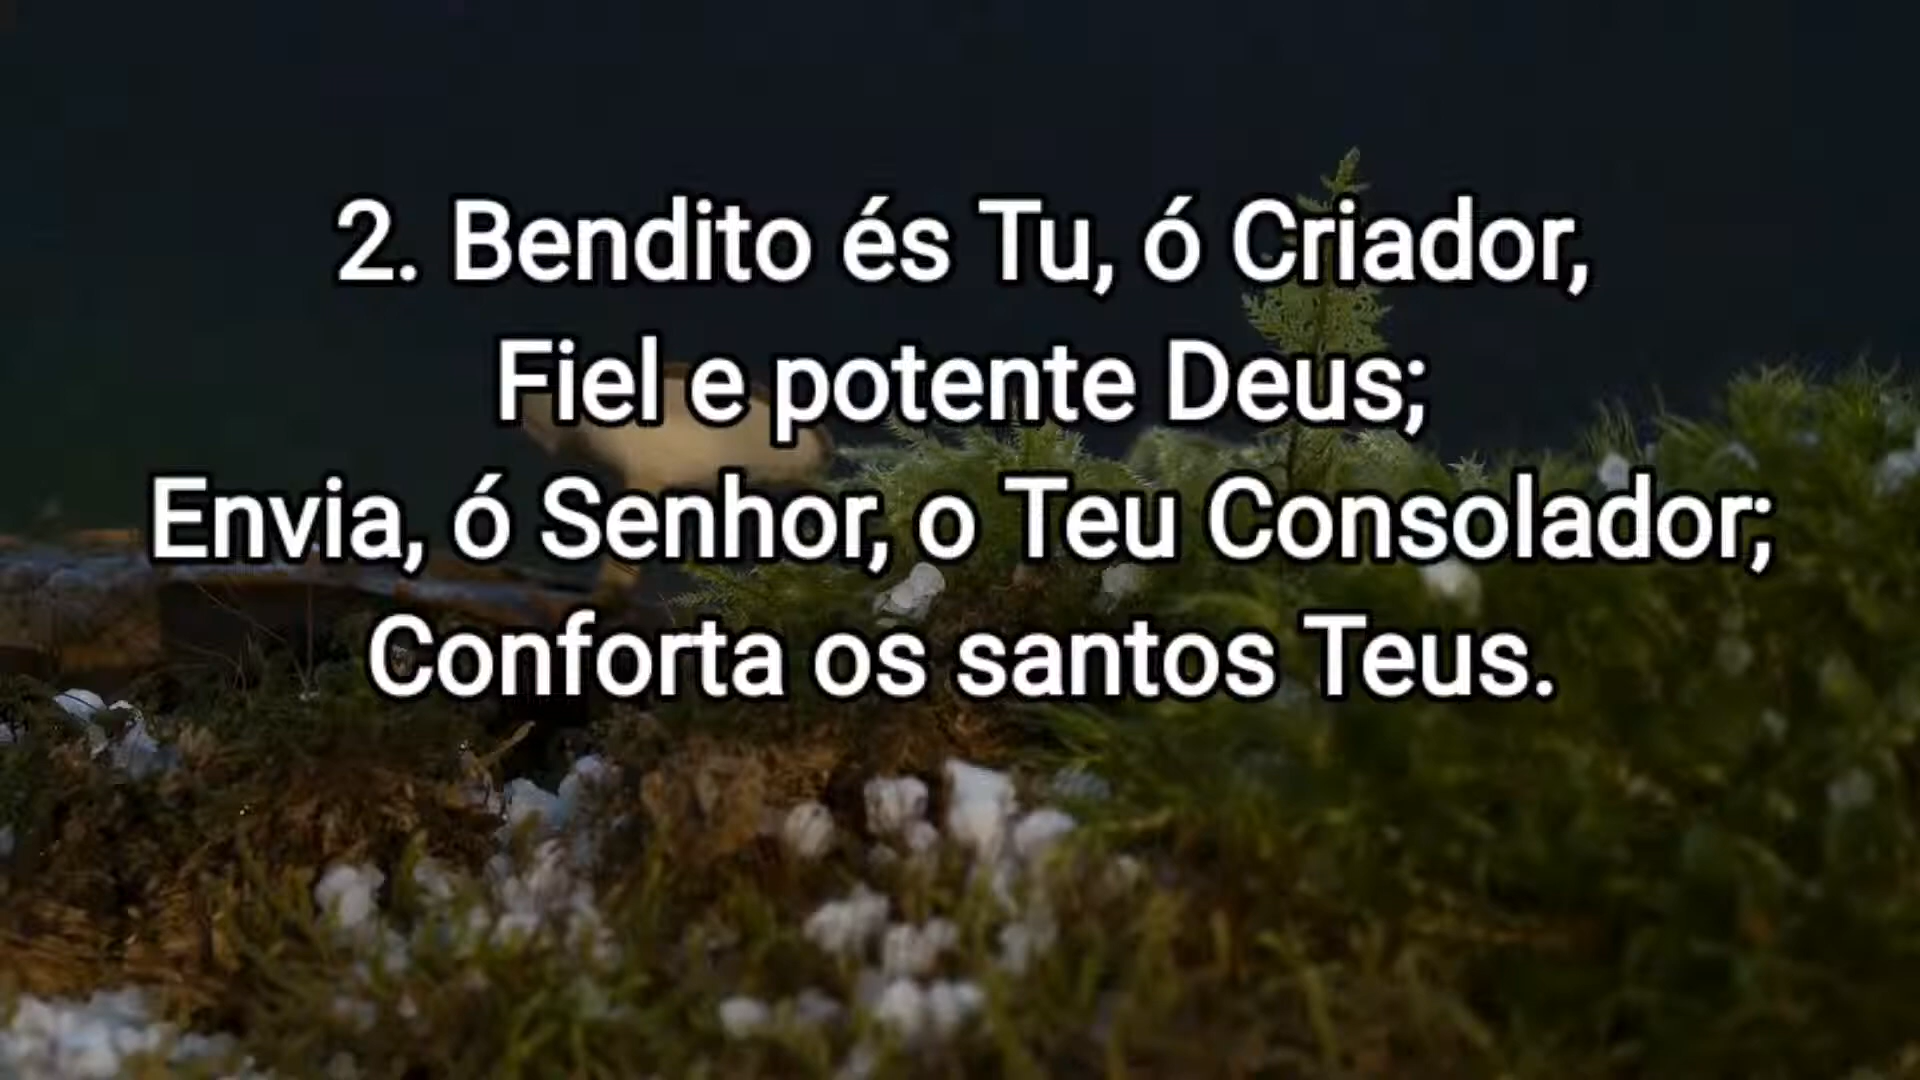 2. Bendito és Tu, ó Criador,
Fiel e potente Deus;
Envia, ó Senhor, o Teu Consolador;
Conforta os santos Teus.